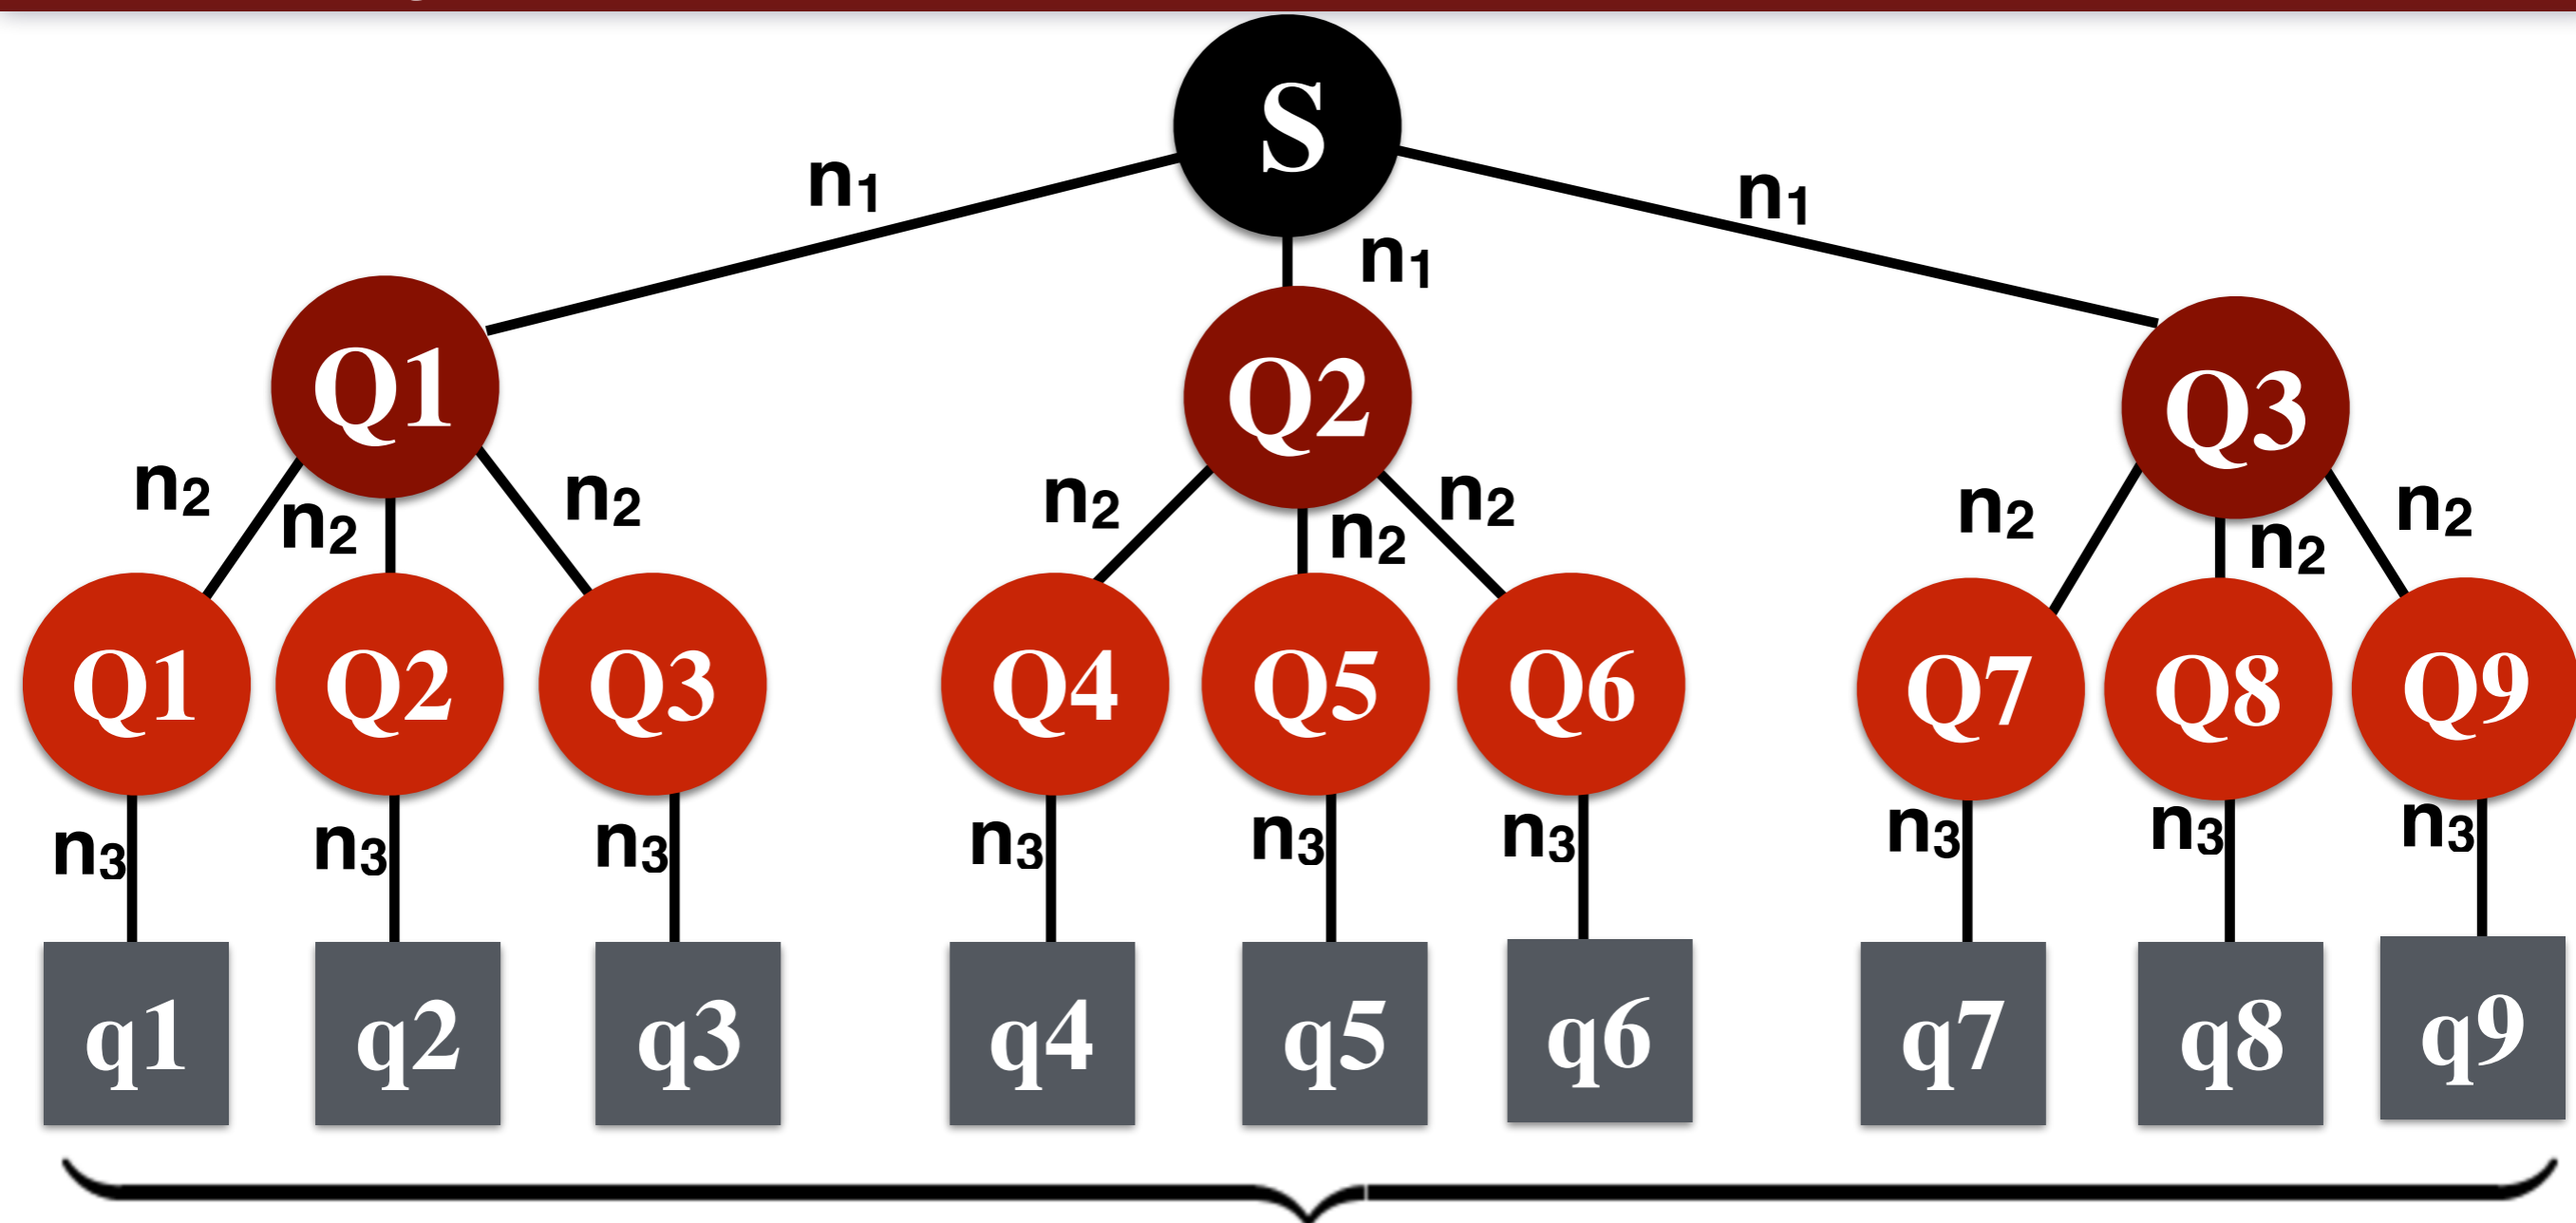 S
n1 n1
n1
Q1 Q2 Q3
n2 n2 n2 n2 n2 n2 n2 n2 n2
Q1 Q2 Q3 Q4 Q5 Q6 Q7 Q8 Q9
n3 n3 n3 n3 n3 n3 n3 n3 n3
q1 q2 q3 q4 q5 q6 q7 q8 q9